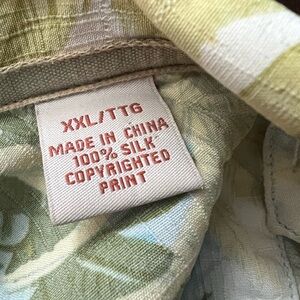 XXL/TTG
MADE IN CHINA
100% SILK
COPYRIGHTED
PRINT